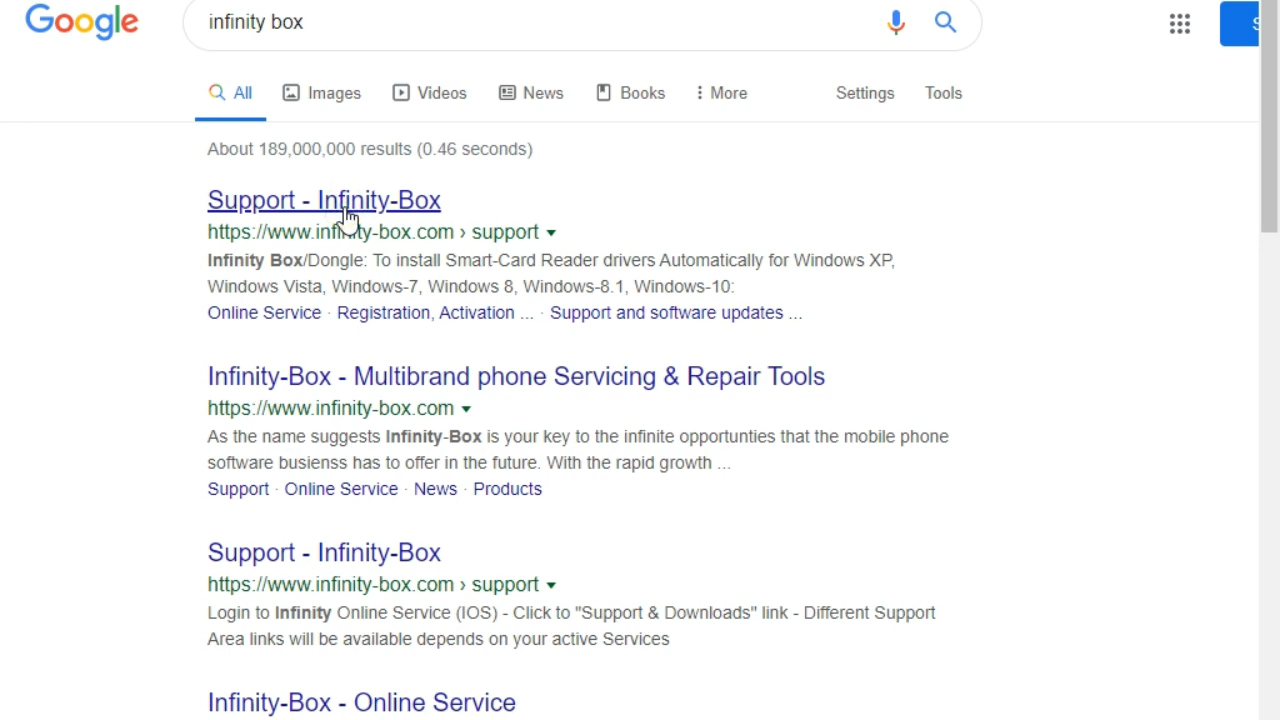 Google
infinity box
All Images Videos News Books More Settings Tools
About 189,000,000 results (0.46 seconds)
Support - Infinity-Box
https://www.infinity-box.com › support
Infinity Box/Dongle: To install Smart-Card Reader drivers Automatically for Windows XP,
Windows Vista, Windows-7, Windows 8, Windows-8.1, Windows-10:
Online Service · Registration, Activation ... · Support and software updates ...
Infinity-Box - Multibrand phone Servicing & Repair Tools
https://www.infinity-box.com
As the name suggests Infinity-Box is your key to the infinite opportunties that the mobile phone
software busienss has to offer in the future. With the rapid growth ...
Support · Online Service · News · Products
Support - Infinity-Box
https://www.infinity-box.com › support
Login to Infinity Online Service (IOS) - Click to "Support & Downloads" link - Different Support
Area links will be available depends on your active Services
Infinity-Box - Online Service